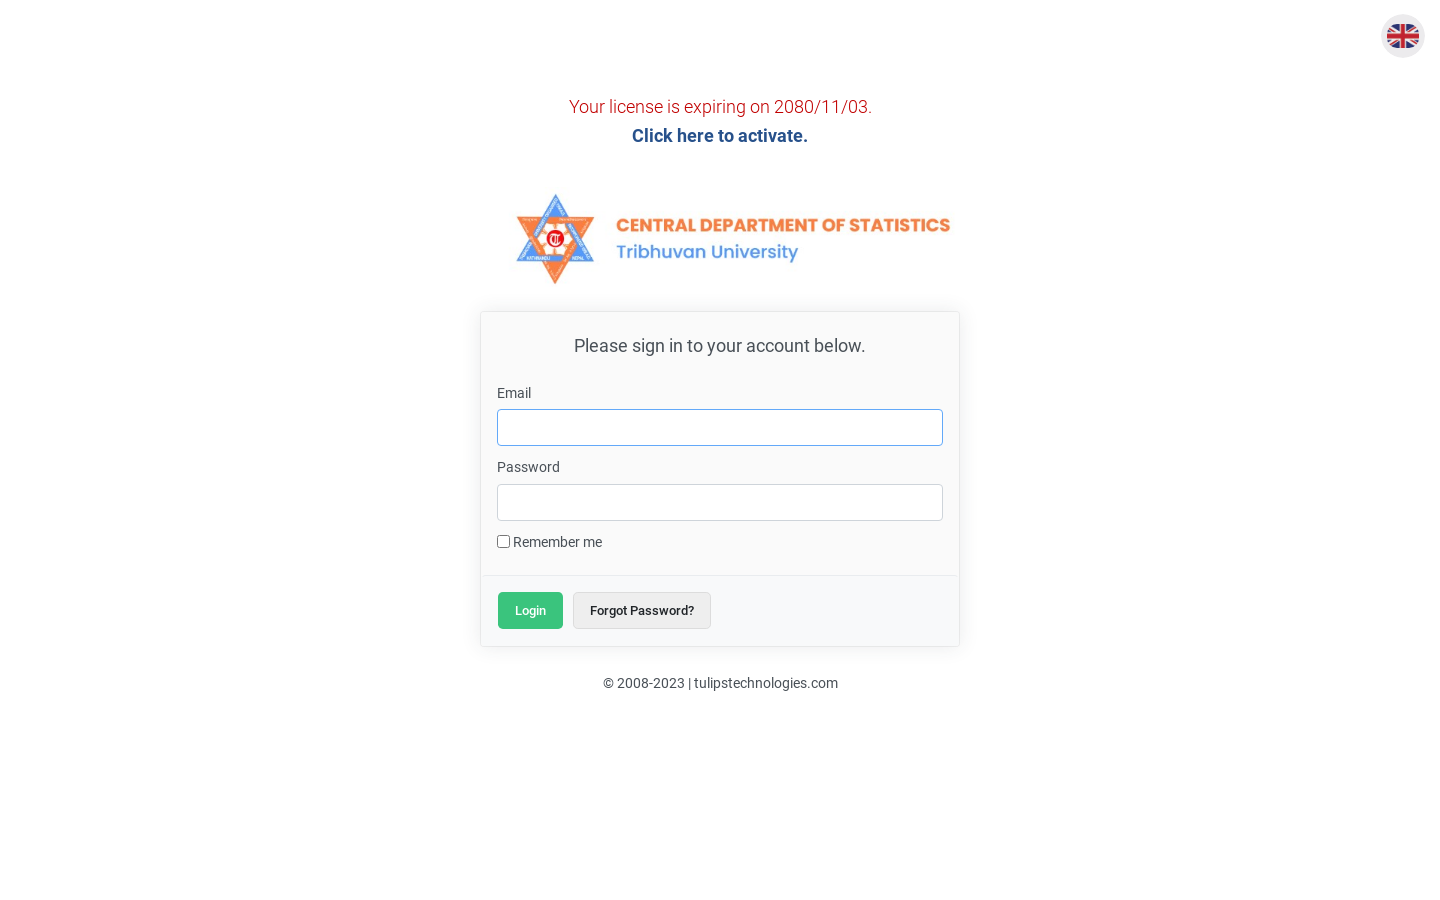 Your license is expiring on 2080/11/03.
Click here to activate.
CENTRAL DEPARTMENT OF STATISTICS
Tribhuvan University
Please sign in to your account below.
Email
Password
Remember me
Login
Forgot Password?
© 2008-2023 | tulipstechnologies.com